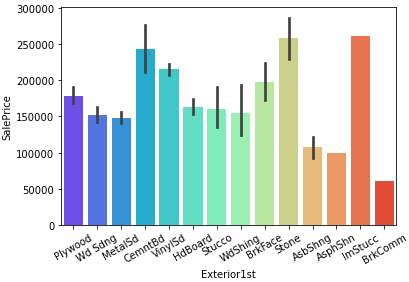 300000
250000
200000
150000
100000
50000
0
SalePrice
Plywood
Wd Sdng
MetalSd
CemntBd
VinylSd
HdBoard
Stucco
WdShing
BrkFace
Stone
AsbShng
AsphShn
ImStucc
BrkComm
Exterior1st